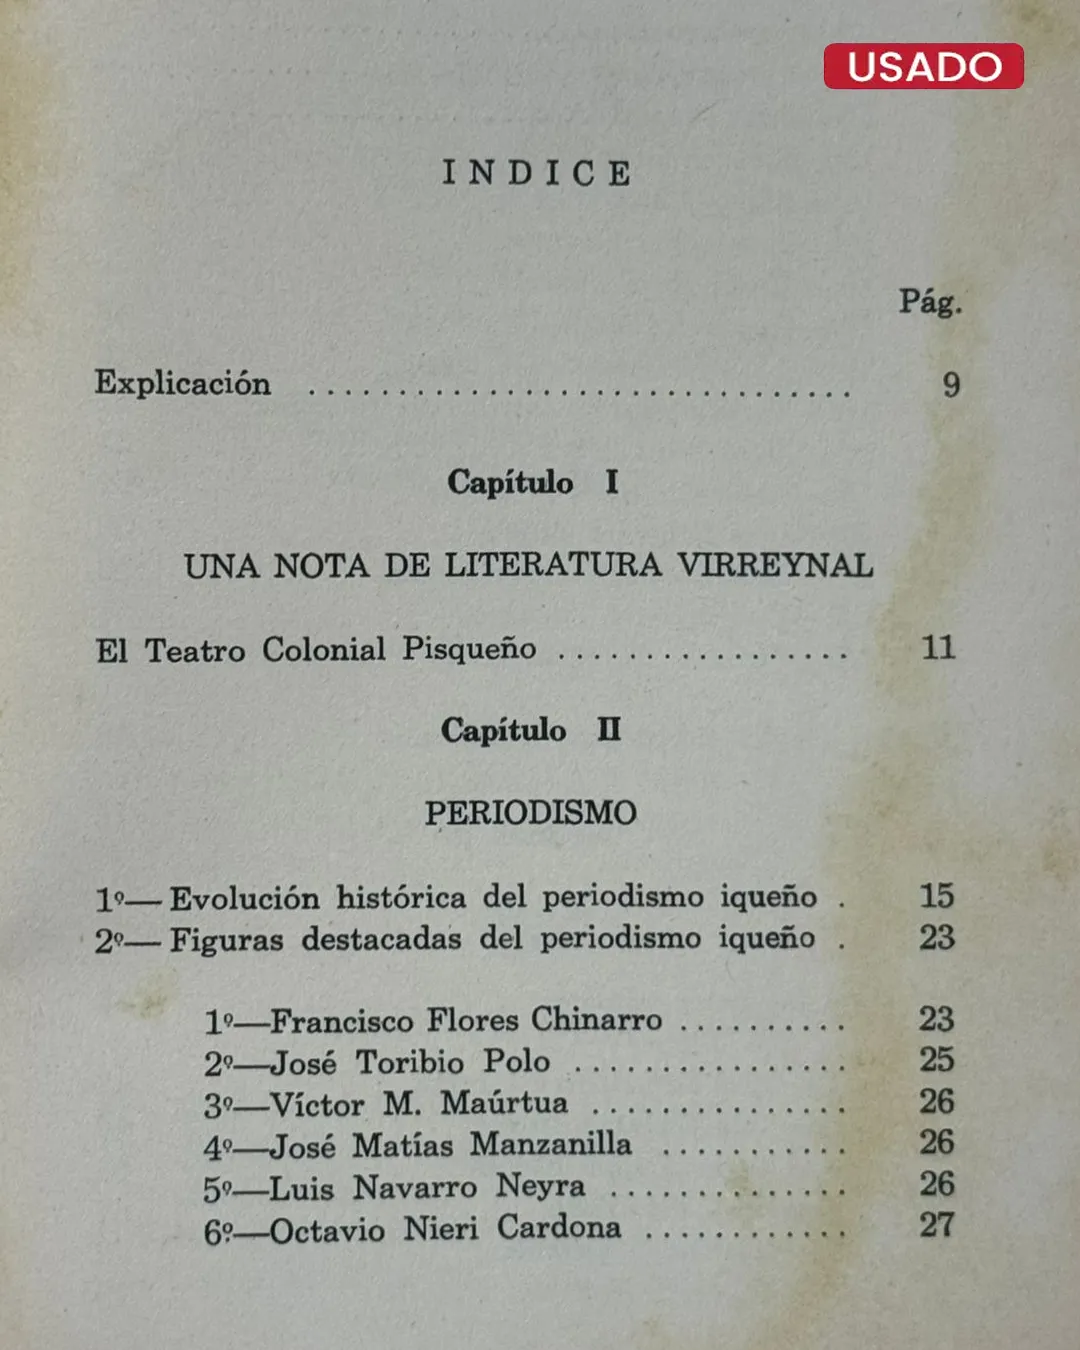 USADO
INDICE
Pág.
Explicación .............................. 9
Capítulo I
UNA NOTA DE LITERATURA VIRREYNAL
El Teatro Colonial Pisqueño ................. 11
Capítulo II
PERIODISMO
1º— Evolución histórica del periodismo iqueño . 15
2º— Figuras destacadas del periodismo iqueño . 23
1º—Francisco Flores Chinarro .......... 23
2º—José Toribio Polo ................ 25
3º—Víctor M. Maúrtua ............... 26
4º—José Matías Manzanilla ........... 26
5º—Luis Navarro Neyra .............. 26
6º—Octavio Nieri Cardona ............ 27